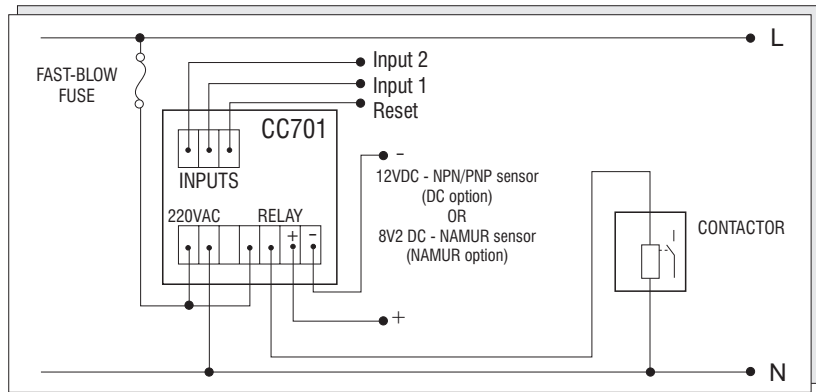 L
FAST-BLOW
FUSE
Input 2
Input 1
Reset
CC701
INPUTS
220VAC RELAY
+ -
-
12VDC - NPN/PNP sensor
(DC option)
OR
8V2 DC - NAMUR sensor
(NAMUR option)
+
CONTACTOR
N